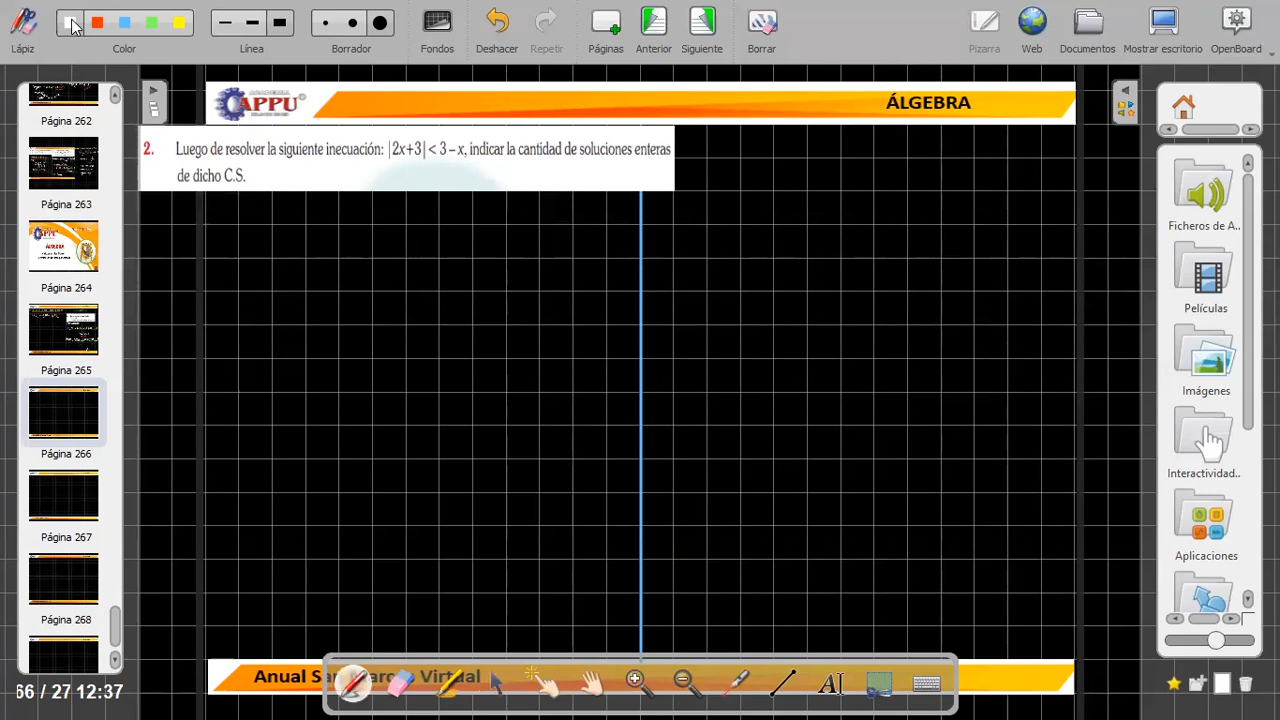 Lápiz
Color
Línea
Borrador
Fondos
Deshacer
Repetir
Páginas
Anterior
Siguiente
Borrar
Pizarra
Web
Documentos
Mostrar escritorio
OpenBoard
Página 262
Página 263
Página 264
Página 265
Página 266
Página 267
Página 268
66 / 27 12:37
ACADEMIA
APPU
ÁLGEBRA
2. Luego de resolver la siguiente inecuación: |2x+3| < 3 – x, indicar la cantidad de soluciones enteras
de dicho C.S.
Ficheros de A..
Películas
Imágenes
Interactividad..
Aplicaciones
Anual Virtual